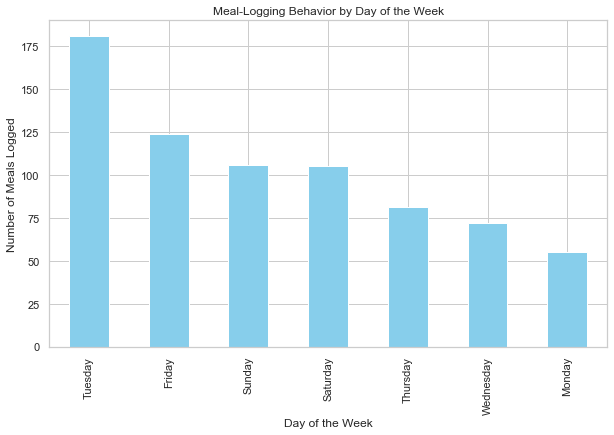 Meal-Logging Behavior by Day of the Week
Number of Meals Logged
175
150
125
100
75
50
25
0
Tuesday
Friday
Sunday
Saturday
Thursday
Wednesday
Monday
Day of the Week